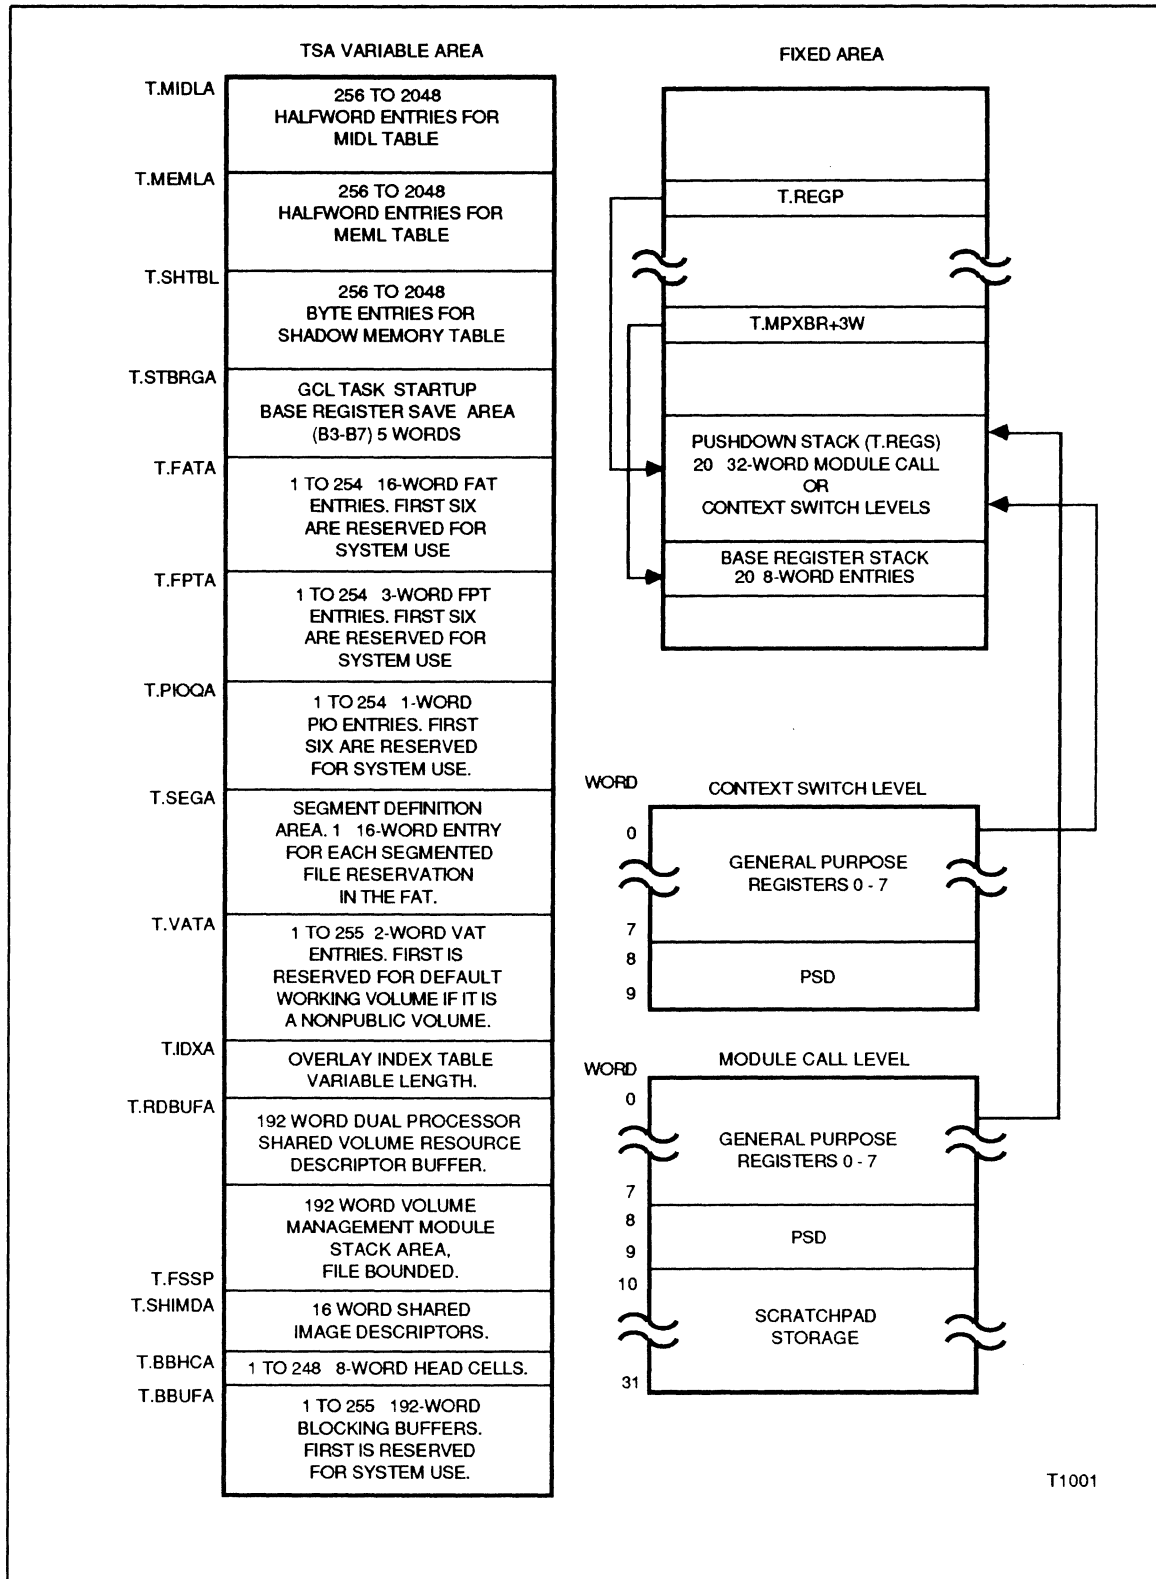 TSA VARIABLE AREA
T.MIDLA
256 TO 2048
HALFWORD ENTRIES FOR
MIDL TABLE
T.MEMLA
256 TO 2048
HALFWORD ENTRIES FOR
MEML TABLE
T.SHTBL
256 TO 2048
BYTE ENTRIES FOR
SHADOW MEMORY TABLE
T.STBRGA
GCL TASK STARTUP
BASE REGISTER SAVE AREA
(B3-B7) 5 WORDS
T.FATA
1 TO 254 16-WORD FAT
ENTRIES. FIRST SIX
ARE RESERVED FOR
SYSTEM USE
T.FPTA
1 TO 254 3-WORD FPT
ENTRIES. FIRST SIX
ARE RESERVED FOR
SYSTEM USE
T.PIOQA
1 TO 254 1-WORD
PIO ENTRIES. FIRST
SIX ARE RESERVED
FOR SYSTEM USE.
T.SEGA
SEGMENT DEFINITION
AREA. 1 16-WORD ENTRY
FOR EACH SEGMENTED
FILE RESERVATION
IN THE FAT.
T.VATA
1 TO 255 2-WORD VAT
ENTRIES. FIRST IS
RESERVED FOR DEFAULT
WORKING VOLUME IF IT IS
A NONPUBLIC VOLUME.
T.IDXA
OVERLAY INDEX TABLE
VARIABLE LENGTH.
T.RDBUFA
192 WORD DUAL PROCESSOR
SHARED VOLUME RESOURCE
DESCRIPTOR BUFFER.
192 WORD VOLUME
MANAGEMENT MODULE
STACK AREA,
FILE BOUNDED.
T.FSSP
T.SHIMDA
16 WORD SHARED
IMAGE DESCRIPTORS.
T.BBHCA
1 TO 248 8-WORD HEAD CELLS.
T.BBUFA
1 TO 255 192-WORD
BLOCKING BUFFERS.
FIRST IS RESERVED
FOR SYSTEM USE.
FIXED AREA
T.REGP
T.MPXBR+3W
PUSHDOWN STACK (T.REGS)
20 32-WORD MODULE CALL
OR
CONTEXT SWITCH LEVELS
BASE REGISTER STACK
20 8-WORD ENTRIES
WORD
CONTEXT SWITCH LEVEL
0
GENERAL PURPOSE
REGISTERS 0 - 7
7
8
PSD
9
WORD
MODULE CALL LEVEL
0
GENERAL PURPOSE
REGISTERS 0 - 7
7
8
PSD
9
10
SCRATCHPAD
STORAGE
31
T1001